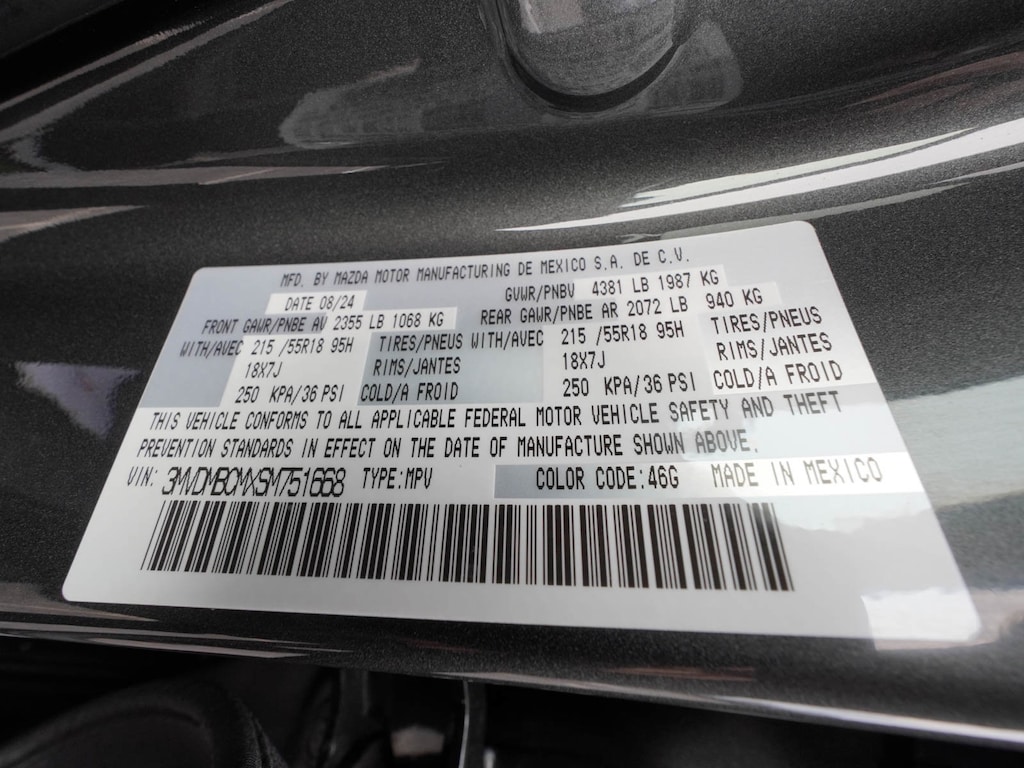 MFD. BY MAZDA MOTOR MANUFACTURING DE MEXICO S.A. DE C.V.
DATE 08/24 GVWR/PNBV 4381 LB 1987 KG
FRONT GAWR/PNBE AV 2355 LB 1068 KG REAR GAWR/PNBE AR 2072 LB 940 KG
WITH/AVEC 215 /55R18 95H TIRES/PNEUS WITH/AVEC 215 /55R18 95H TIRES/PNEUS
18X7J RIMS/JANTES 18X7J RIMS/JANTES
250 KPA/36 PSI COLD/A FROID 250 KPA/36 PSI COLD/A FROID
THIS VEHICLE CONFORMS TO ALL APPLICABLE FEDERAL MOTOR VEHICLE SAFETY AND THEFT
PREVENTION STANDARDS IN EFFECT ON THE DATE OF MANUFACTURE SHOWN ABOVE.
VIN: 3MVDMBCMXSM751668 TYPE:MPV COLOR CODE:46G MADE IN MEXICO